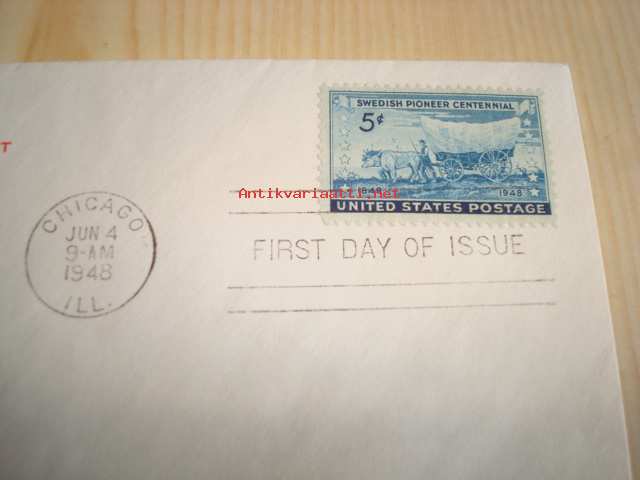 SWEDISH PIONEER CENTENNIAL
5¢
1848 1948
UNITED STATES POSTAGE
Antikvariaatti.net
T
CHICAGO
JUN 4
9-AM
1948
ILL.
FIRST DAY OF ISSUE